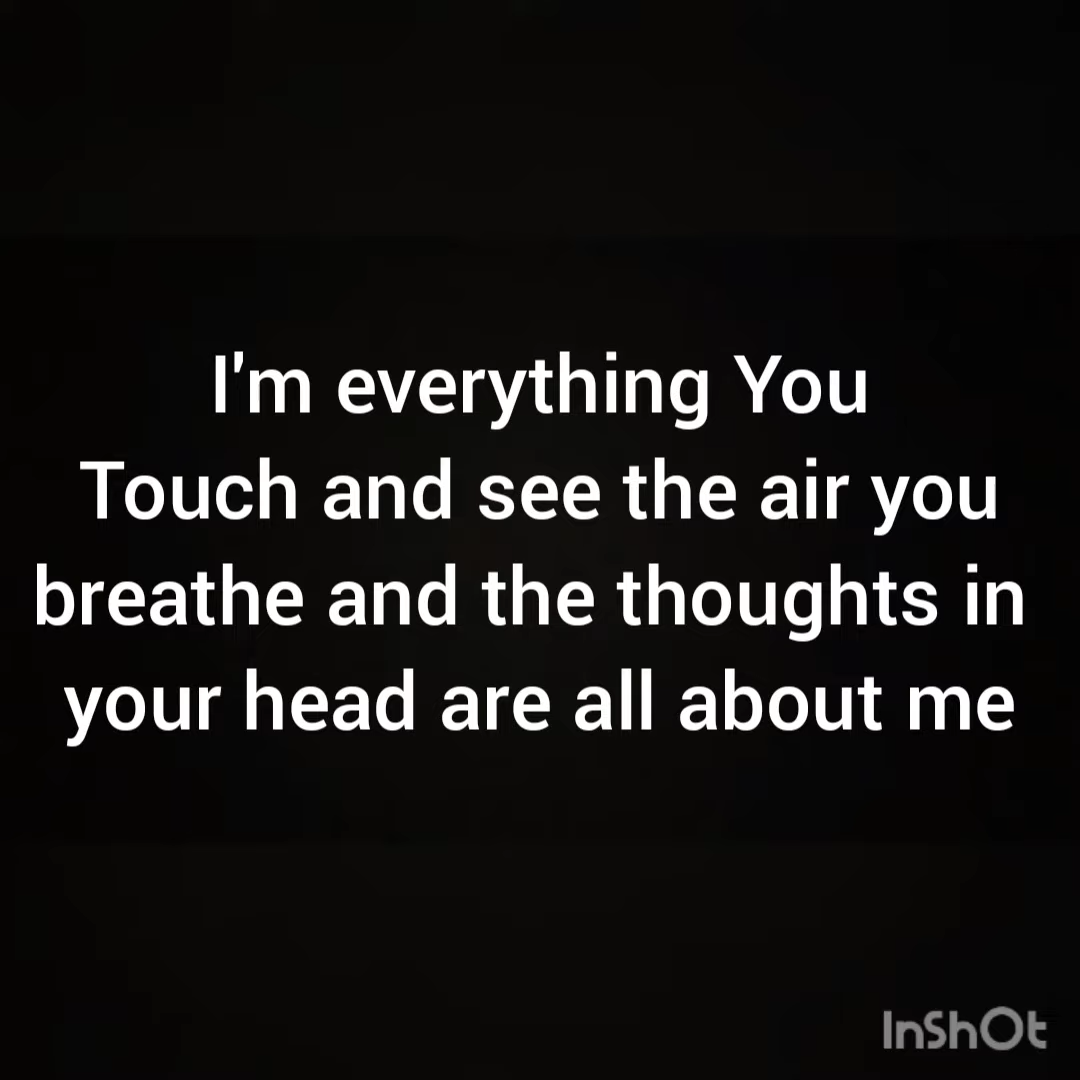 I'm everything You
Touch and see the air you
breathe and the thoughts in
your head are all about me
InShOt